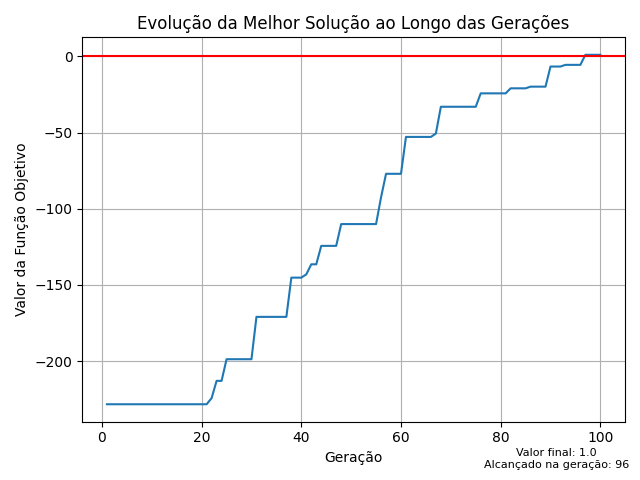 Evolução da Melhor Solução ao Longo das Gerações
Valor da Função Objetivo
0
−50
−100
−150
−200
0 20 40 60 80 100
Geração
Valor final: 1.0
Alcançado na geração: 96